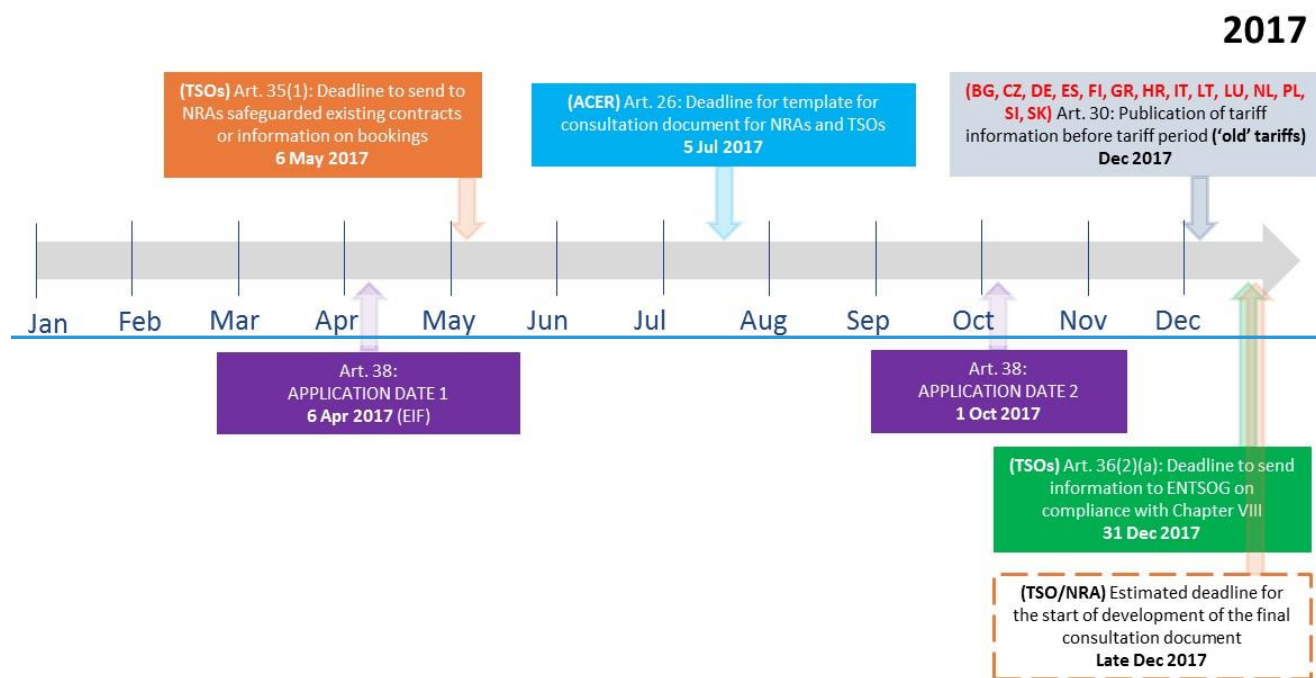 2017
(TSOs) Art. 35(1): Deadline to send to
NRAs safeguarded existing contracts
or information on bookings
6 May 2017
(ACER) Art. 26: Deadline for template for
consultation document for NRAs and TSOs
5 Jul 2017
(BG, CZ, DE, ES, FI, GR, HR, IT, LT, LU, NL, PL,
SI, SK) Art. 30: Publication of tariff
information before tariff period ('old' tariffs)
Dec 2017
Jan Feb Mar Apr May Jun Jul Aug Sep Oct Nov Dec
Art. 38:
APPLICATION DATE 1
6 Apr 2017 (EIF)
Art. 38:
APPLICATION DATE 2
1 Oct 2017
(TSOs) Art. 36(2)(a): Deadline to send
information to ENTSOG on
compliance with Chapter VIII
31 Dec 2017
(TSO/NRA) Estimated deadline for
the start of development of the final
consultation document
Late Dec 2017